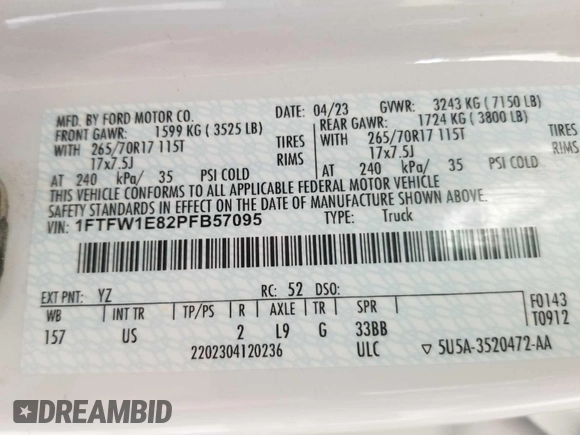 MFD. BY FORD MOTOR CO. DATE: 04/23 GVWR: 3243 KG ( 7150 LB)
FRONT GAWR: 1599 KG ( 3525 LB) REAR GAWR: 1724 KG ( 3800 LB)
WITH 265/70R17 115T TIRES WITH 265/70R17 115T TIRES
17x7.5J RIMS 17x7.5J RIMS
AT 240 kPa/ 35 PSI COLD AT 240 kPa/ 35 PSI COLD
THIS VEHICLE CONFORMS TO ALL APPLICABLE FEDERAL MOTOR VEHICLE
SAFETY STANDARDS IN EFFECT ON THE DATE OF MANUFACTURE SHOWN ABOVE.
VIN: 1FTFW1E82PFB57095 TYPE: Truck
EXT PNT: YZ RC: 52 DSO: F0143
WB INT TR TP/PS R AXLE TR SPR T0912
157 US 2 L9 G 33BB
2202304120236 ULC ▽ 5U5A-3520472-AA
DREAMBID